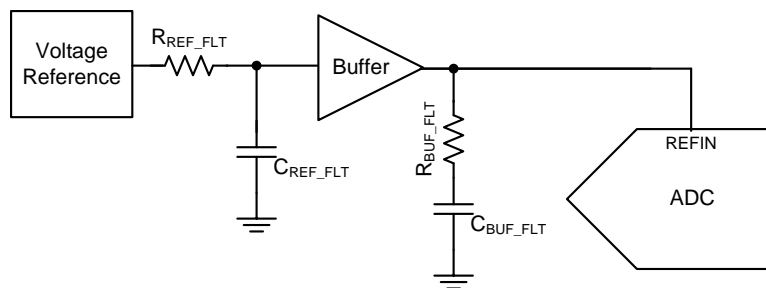 Voltage
Reference
R_REF_FLT
C_REF_FLT
Buffer
R_BUF_FLT
C_BUF_FLT
REFIN
ADC